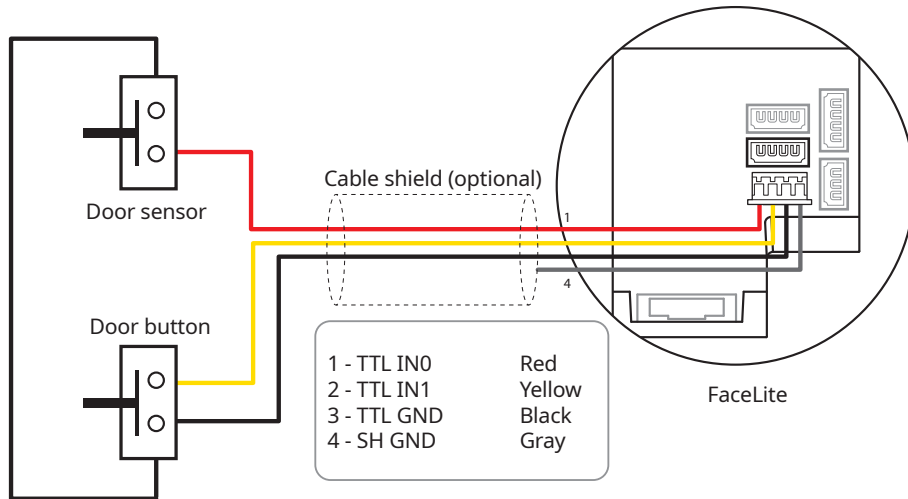 Cable shield (optional)
Door sensor
1
4
Door button
1 - TTL IN0 Red
2 - TTL IN1 Yellow
3 - TTL GND Black
4 - SH GND Gray
FaceLite